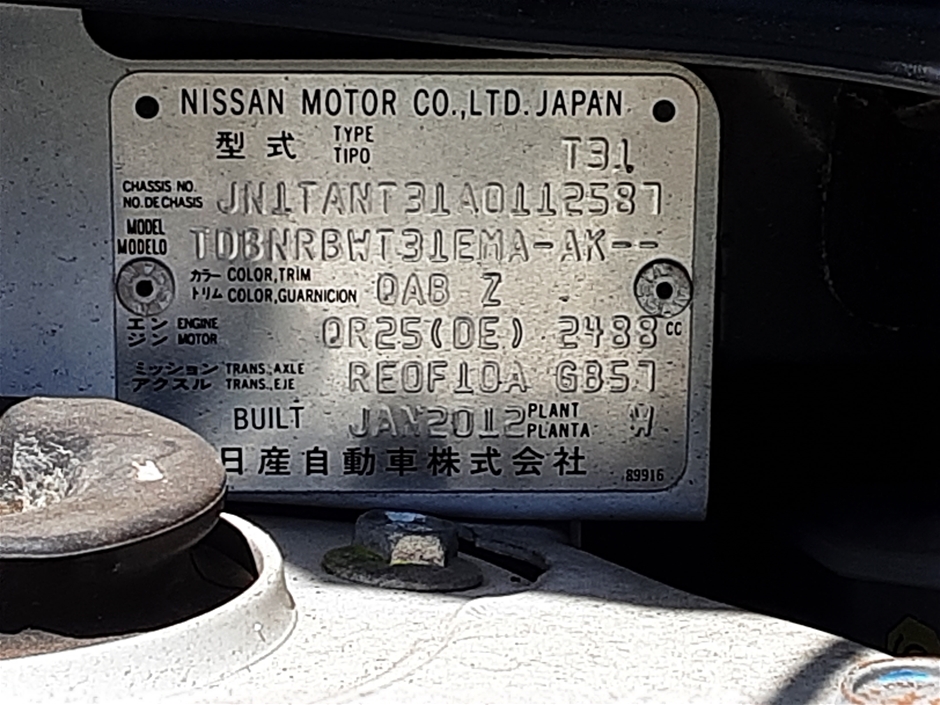 NISSAN MOTOR CO.,LTD. JAPAN
型式 TYPE TIPO T31
CHASSIS NO. NO. DE CHASIS JN1TANT31A0112587
MODEL MODELO TDBNRBWT31EMA-AK--
カラー COLOR,TRIM
トリム COLOR,GUARNICION QAB Z
エンジン ENGINE MOTOR QR25(DE) 2488 CC
ミッション TRANS.,AXLE
アクスル TRANS.,EJE RE0F10A GB57
BUILT JAN2012 PLANT PLANTA W
日産自動車株式会社 89916